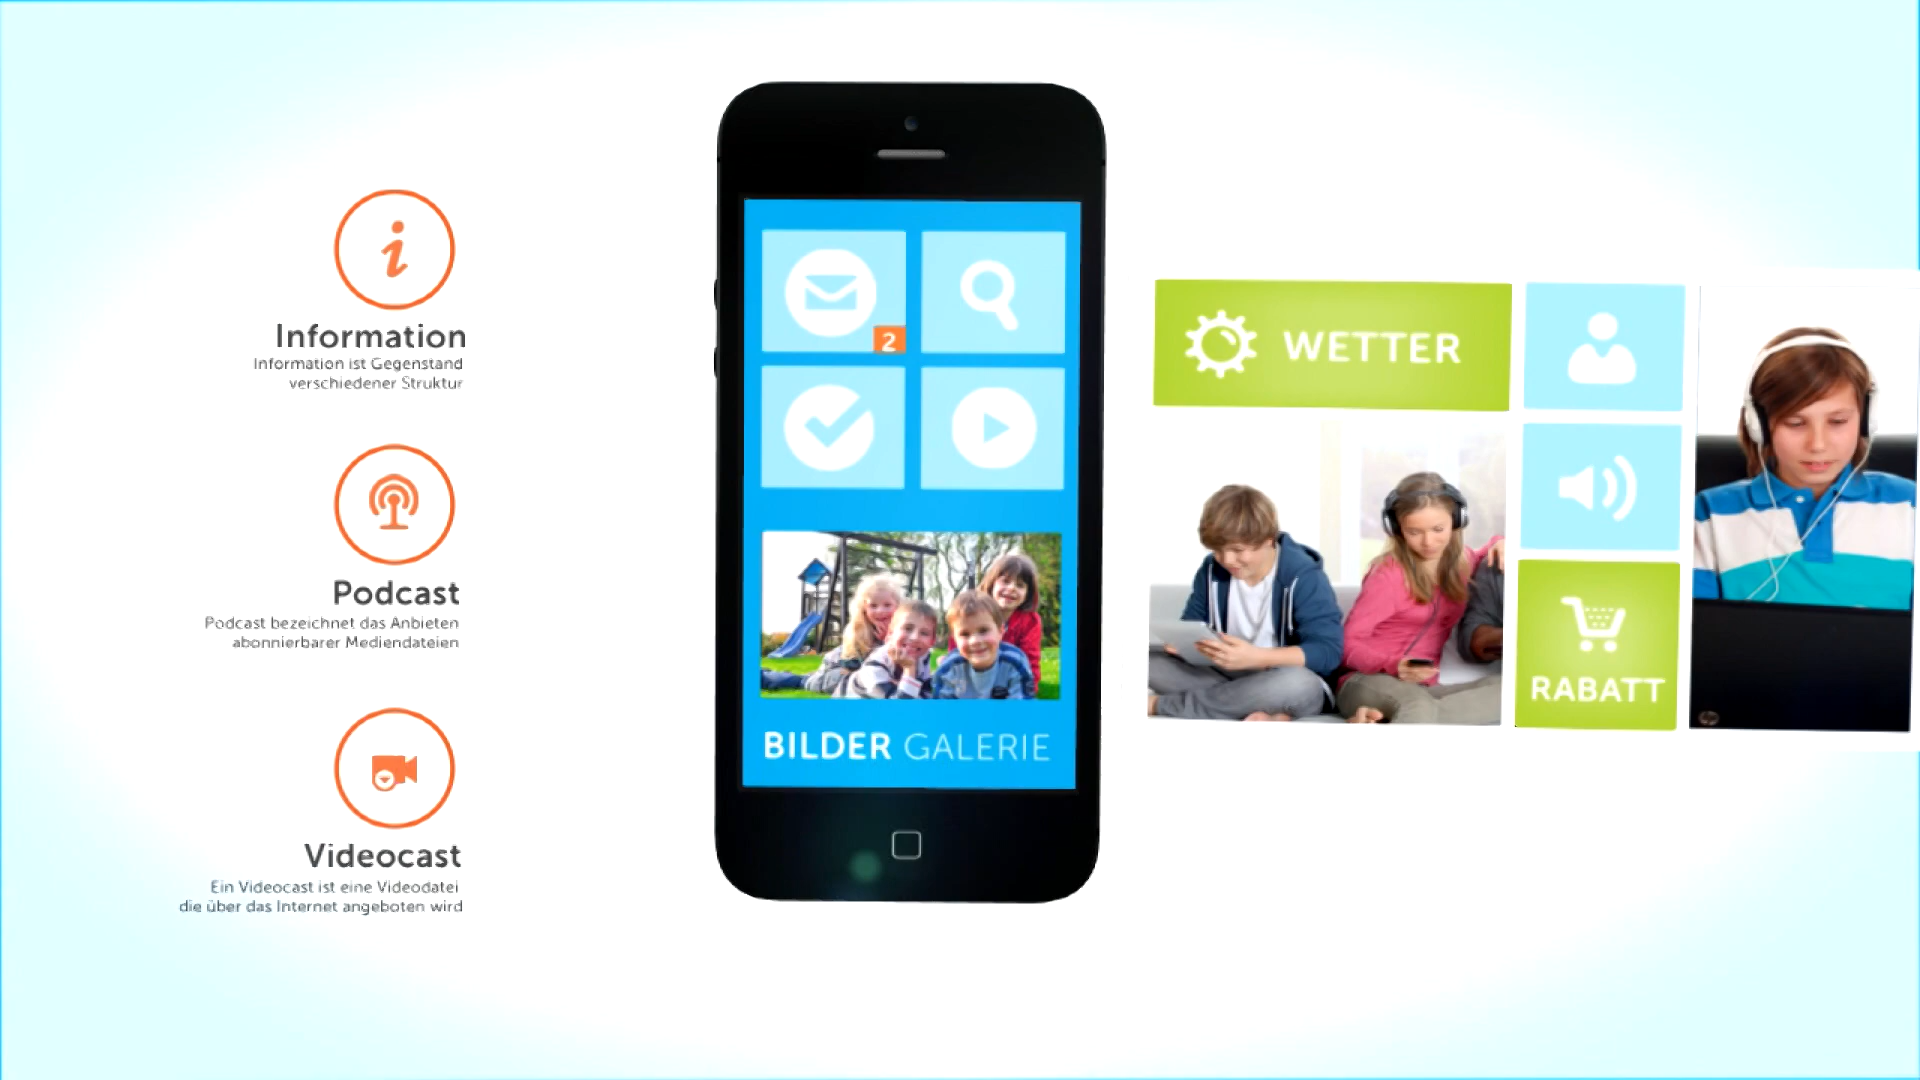 Information
Information ist Gegenstand
verschiedener Struktur
Podcast
Podcast bezeichnet das Anbieten
abonnierbarer Mediendateien
Videocast
Ein Videocast ist eine Videodatei
die über das Internet angeboten wird
2
BILDER GALERIE
WETTER
RABATT
hp